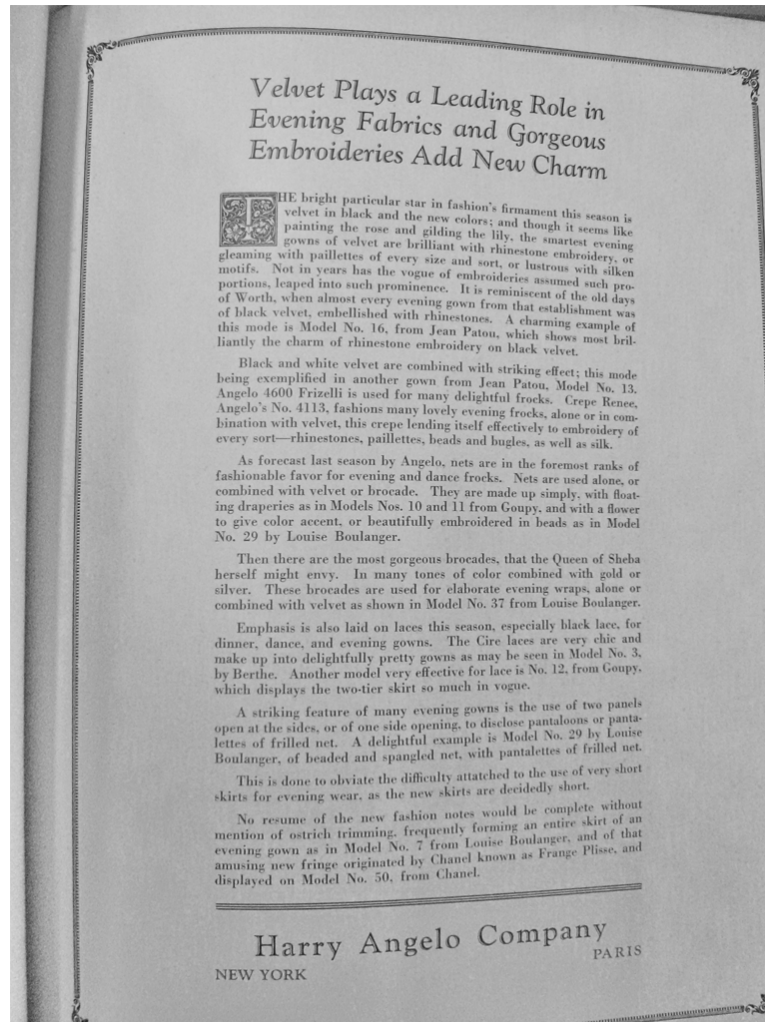 Velvet Plays a Leading Role in
Evening Fabrics and Gorgeous
Embroideries Add New Charm
THE bright particular star in fashion's firmament this season is
velvet in black and the new colors; and though it seems like
painting the rose and gilding the lily, the smartest evening
gowns of velvet are brilliant with rhinestone embroidery, or
gleaming with paillettes of every size and sort, or lustrous with silken
motifs. Not in years has the vogue of embroideries assumed such pro-
portions, leaped into such prominence. It is reminiscent of the old days
of Worth, when almost every evening gown from that establishment was
of black velvet, embellished with rhinestones. A charming example of
this mode is Model No. 16, from Jean Patou, which shows most bril-
liantly the charm of rhinestone embroidery on black velvet.
Black and white velvet are combined with striking effect; this mode
being exemplified in another gown from Jean Patou, Model No. 13.
Angelo 4600 Frizelli is used for many delightful frocks. Crepe Renee,
Angelo's No. 4113, fashions many lovely evening frocks, alone or in com-
bination with velvet, this crepe lending itself effectively to embroidery of
every sort—rhinestones, paillettes, beads and bugles, as well as silk.
As forecast last season by Angelo, nets are in the foremost ranks of
fashionable favor for evening and dance frocks. Nets are used alone, or
combined with velvet or brocade. They are made up simply, with float-
ing draperies as in Models Nos. 10 and 11 from Goupy, and with a flower
to give color accent, or beautifully embroidered in beads as in Model
No. 29 by Louise Boulanger.
Then there are the most gorgeous brocades, that the Queen of Sheba
herself might envy. In many tones of color combined with gold or
silver. These brocades are used for elaborate evening wraps, alone or
combined with velvet as shown in Model No. 37 from Louise Boulanger.
Emphasis is also laid on laces this season, especially black lace, for
dinner, dance, and evening gowns. The Cire laces are very chic and
make up into delightfully pretty gowns as may be seen in Model No. 3,
by Berthe. Another model very effective for lace is No. 12, from Goupy,
which displays the two-tier skirt so much in vogue.
A striking feature of many evening gowns is the use of two panels
open at the sides, or of one side opening, to disclose pantaloons or panta-
lettes of frilled net. A delightful example is Model No. 29 by Louise
Boulanger, of beaded and spangled net, with pantalettes of frilled net.
This is done to obviate the difficulty attatched to the use of very short
skirts for evening wear, as the new skirts are decidedly short.
No resume of the new fashion notes would be complete without
mention of ostrich trimming, frequently forming an entire skirt of an
evening gown as in Model No. 7 from Louise Boulanger, and of that
amusing new fringe originated by Chanel known as Frange Plisse, and
displayed on Model No. 50, from Chanel.
Harry Angelo Company
NEW YORK PARIS